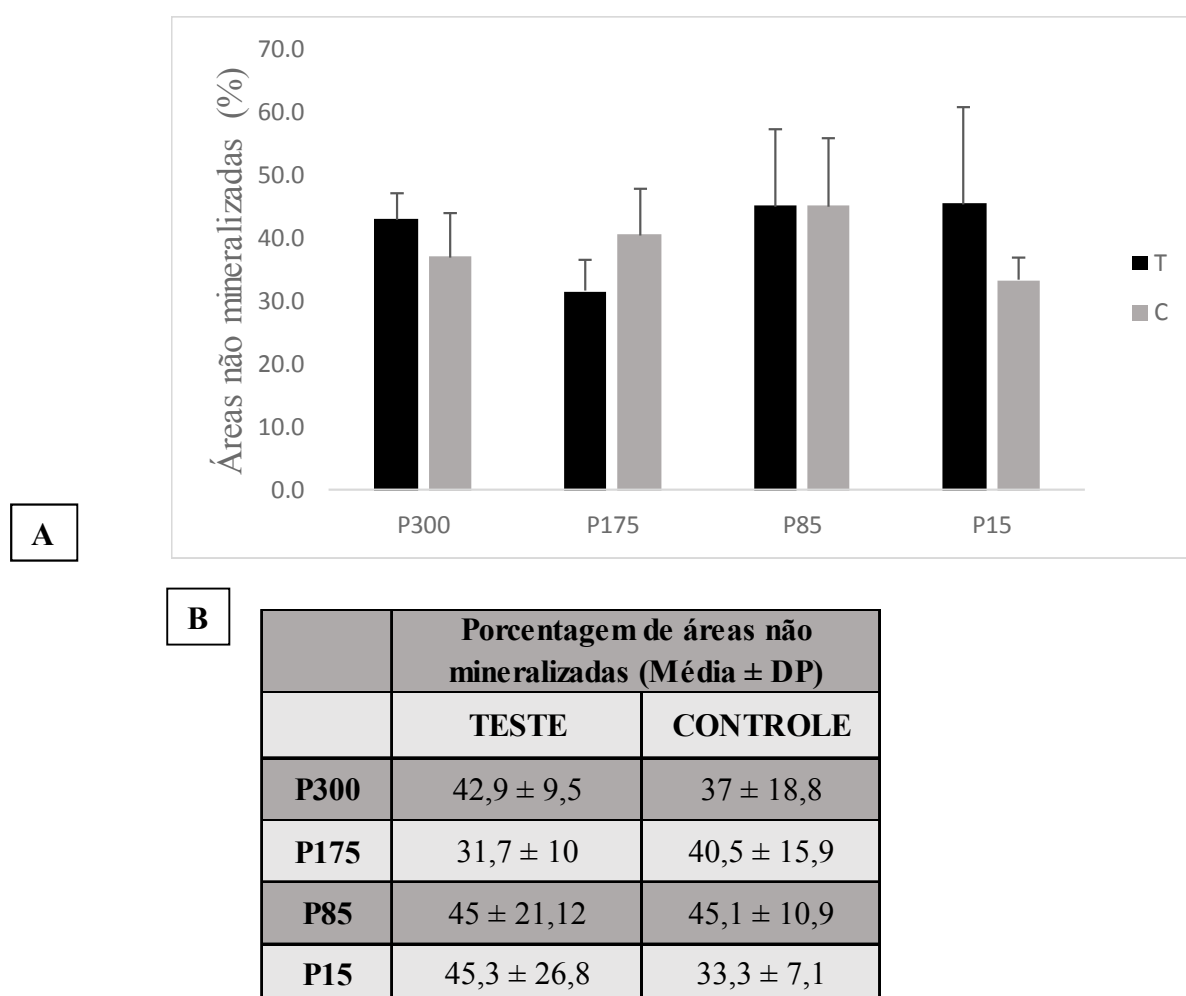 Áreas não mineralizadas (%)
70.0
60.0
50.0
40.0
30.0
20.0
10.0
0.0
P300 P175 P85 P15
T
C
A
B
Porcentagem de áreas não
mineralizadas (Média ± DP)
TESTE CONTROLE
P300 42,9 ± 9,5 37 ± 18,8
P175 31,7 ± 10 40,5 ± 15,9
P85 45 ± 21,12 45,1 ± 10,9
P15 45,3 ± 26,8 33,3 ± 7,1